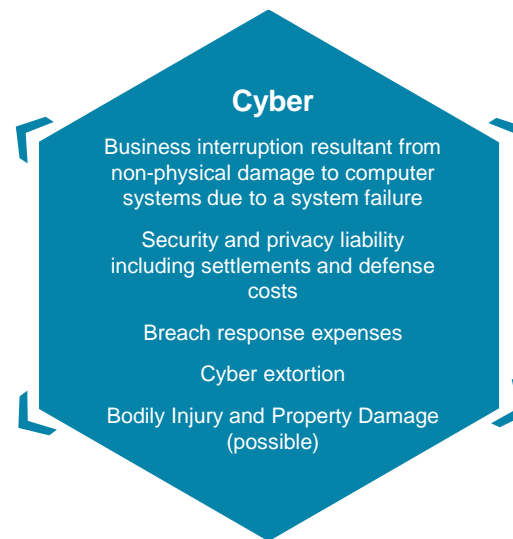 Cyber
Business interruption resultant from
non-physical damage to computer
systems due to a system failure
Security and privacy liability
including settlements and defense
costs
Breach response expenses
Cyber extortion
Bodily Injury and Property Damage
(possible)